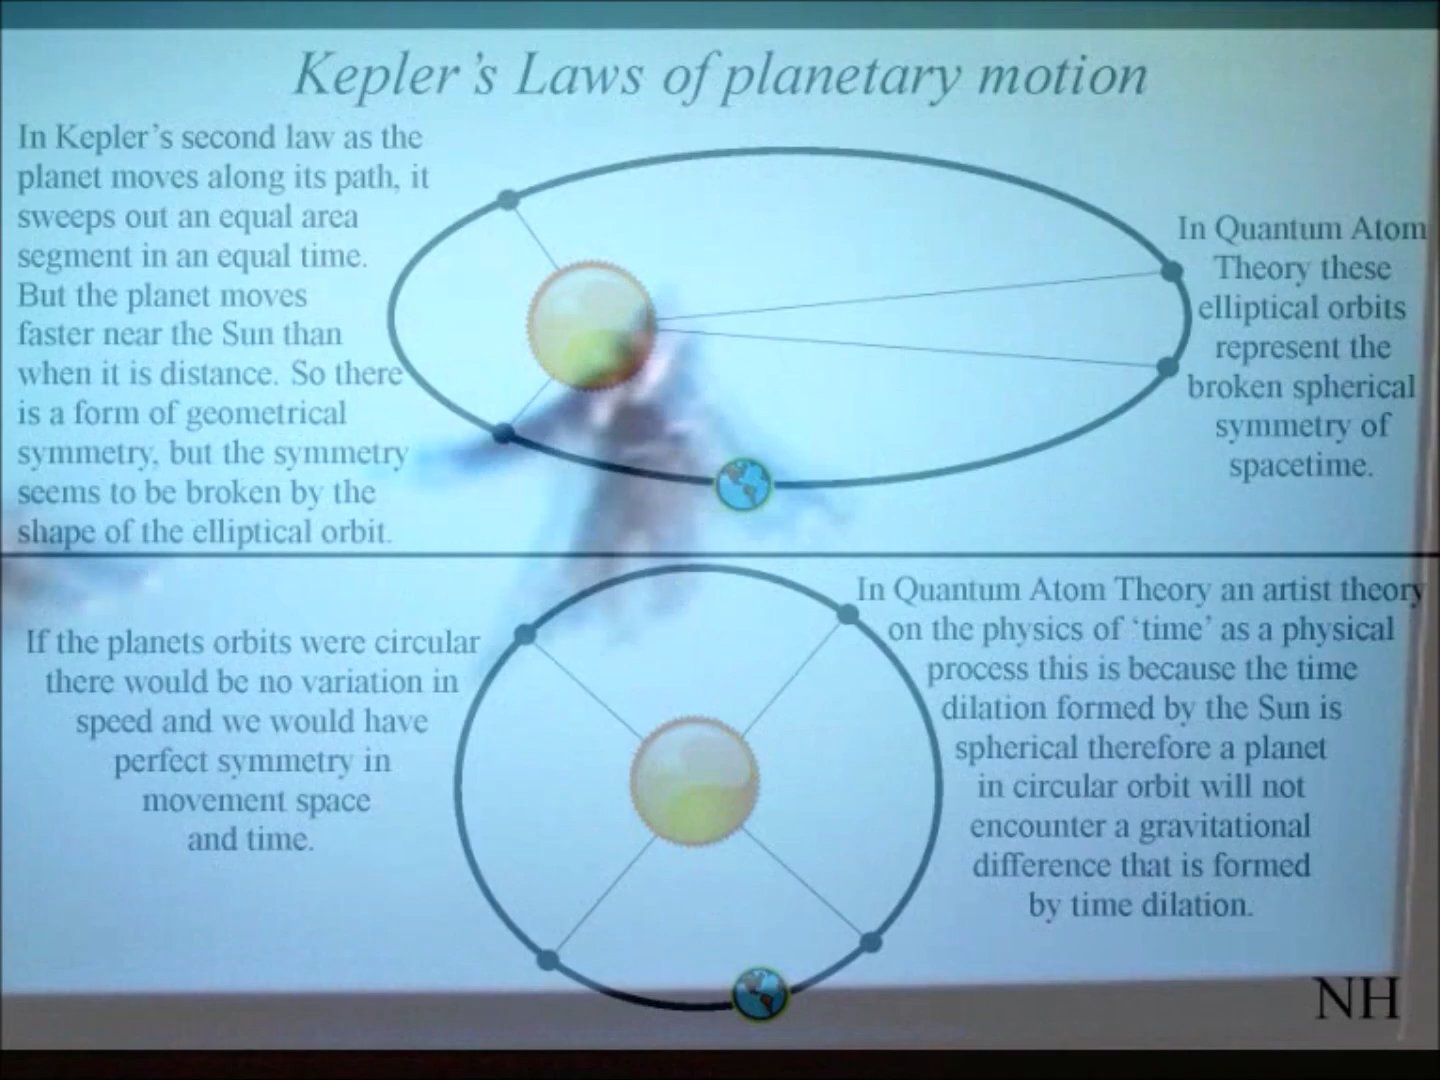 Kepler's Laws of planetary motion
In Kepler's second law as the
planet moves along its path, it
sweeps out an equal area
segment in an equal time.
But the planet moves
faster near the Sun than
when it is distance. So there
is a form of geometrical
symmetry, but the symmetry
seems to be broken by the
shape of the elliptical orbit.
In Quantum Atom
Theory these
elliptical orbits
represent the
broken spherical
symmetry of
spacetime.
If the planets orbits were circular
there would be no variation in
speed and we would have
perfect symmetry in
movement space
and time.
In Quantum Atom Theory an artist theory
on the physics of ‘time’ as a physical
process this is because the time
dilation formed by the Sun is
spherical therefore a planet
in circular orbit will not
encounter a gravitational
difference that is formed
by time dilation.
NH